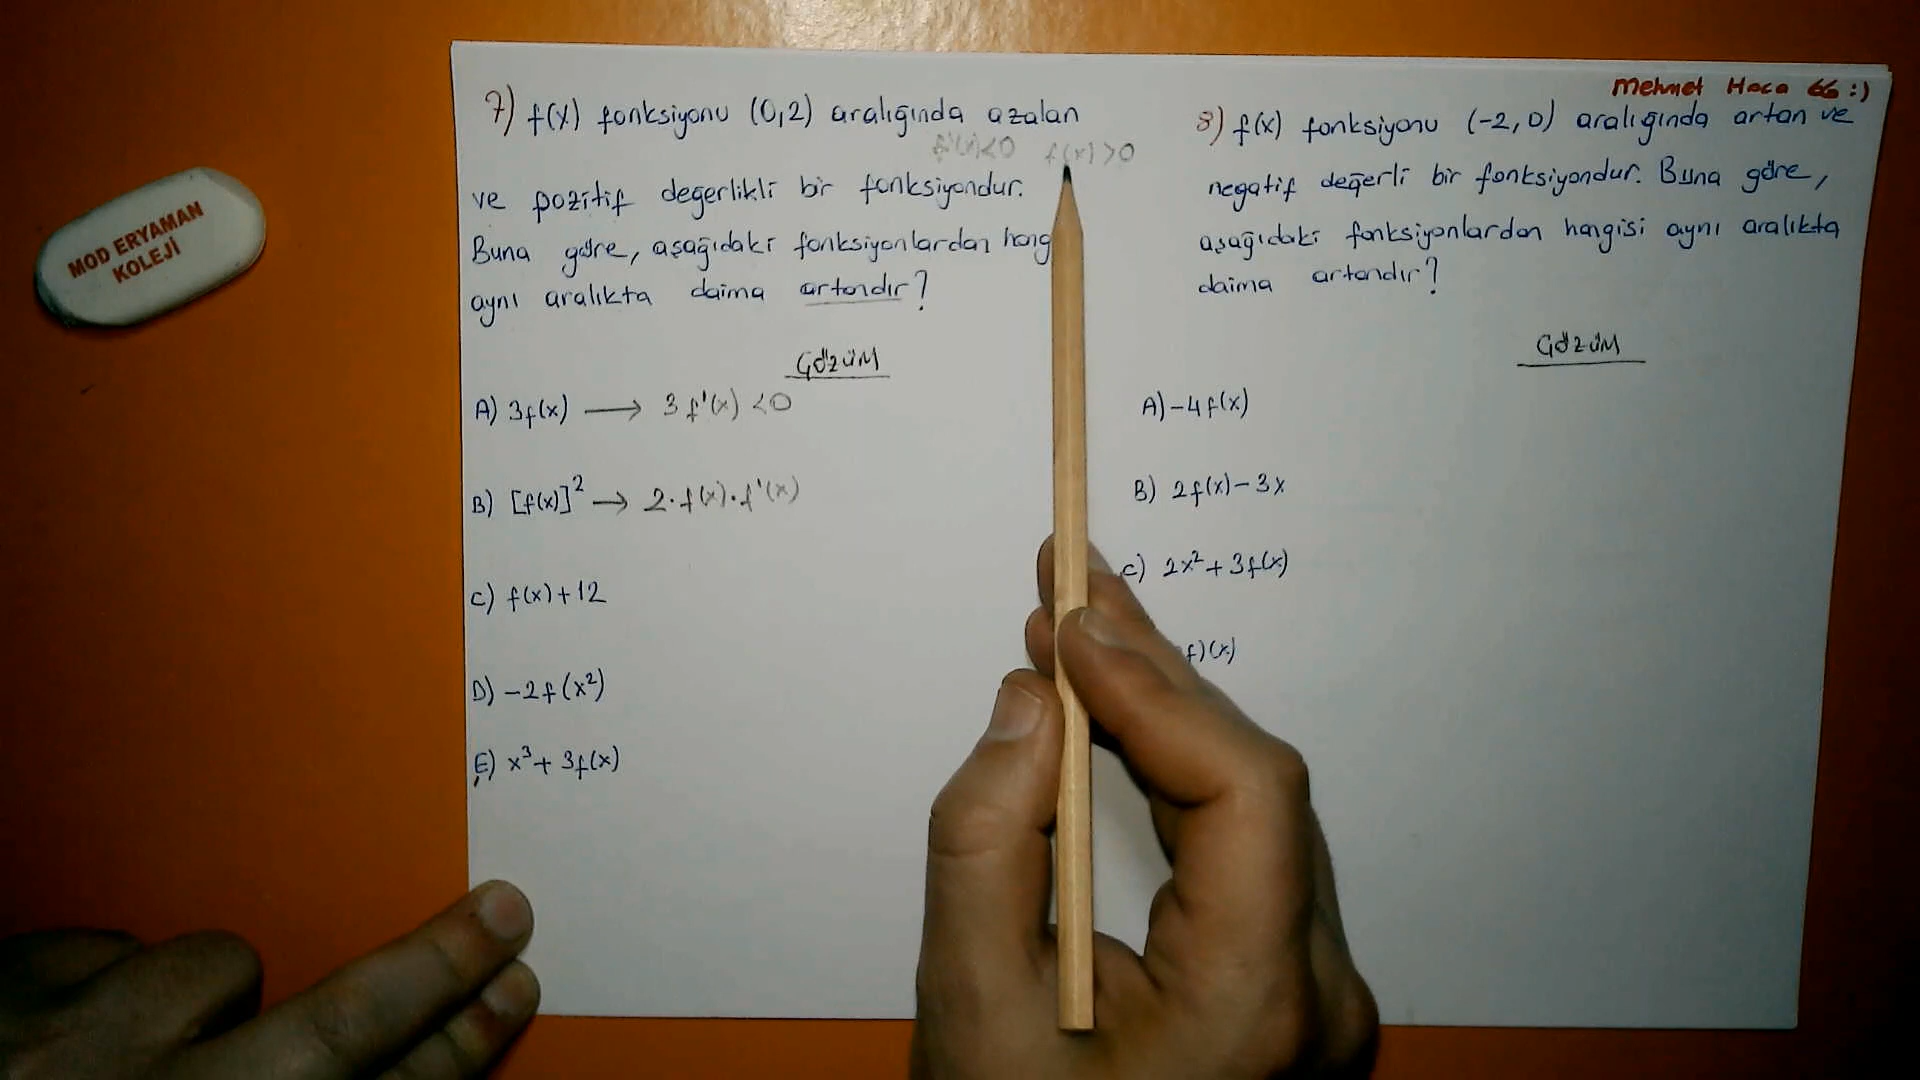 MOD ERYAMAN
KOLEJİ
7) f(x) fonksiyonu (0,2) aralığında azalan
f'(x)<0 f(x)>0
ve pozitif değerlikli bir fonksiyondur.
Buna göre, aşağıdaki fonksiyonlardan hang
aynı aralıkta daima artandır?
ÇÖZÜM
A) 3f(x) → 3f'(x) <0
B) [f(x)]² → 2·f(x)·f'(x)
C) f(x)+12
D) -2f(x²)
E) x³+ 3f(x)
Mehmet Hoca 66 :)
8) f(x) fonksiyonu (-2,0) aralığında artan ve
negatif değerli bir fonksiyondur. Buna göre,
aşağıdaki fonksiyonlardan hangisi aynı aralıkta
daima artandır?
ÇÖZÜM
A) -4f(x)
B) 2f(x)-3x
C) 2x²+3f(x)
f)(x)